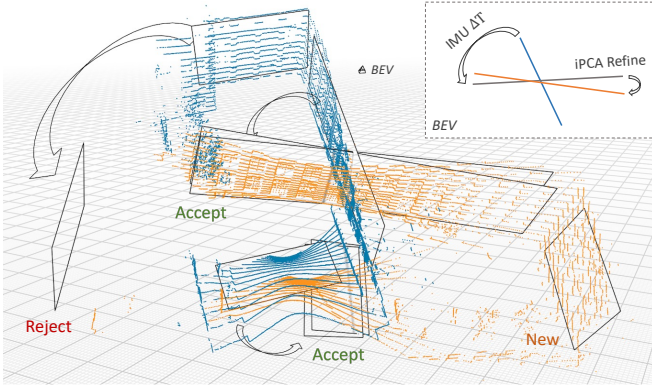 IMU ΔT
iPCA Refine
BEV
BEV
Accept
Reject
Accept
New